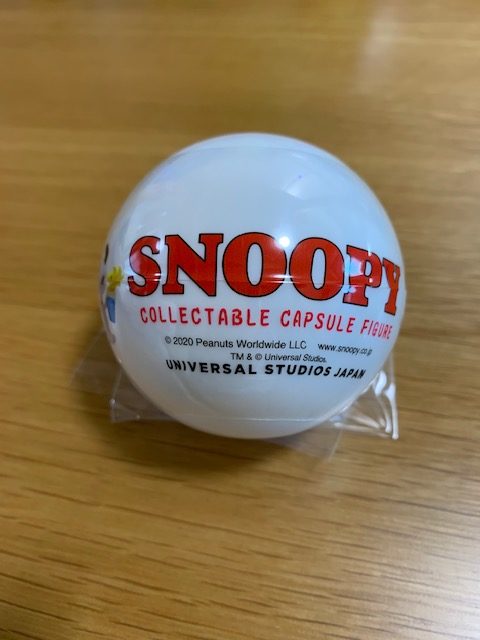 SNOOPY
COLLECTABLE CAPSULE FIGURE
© 2020 Peanuts Worldwide LLC www.snoopy.co.jp
TM & © Universal Studios.
UNIVERSAL STUDIOS JAPAN